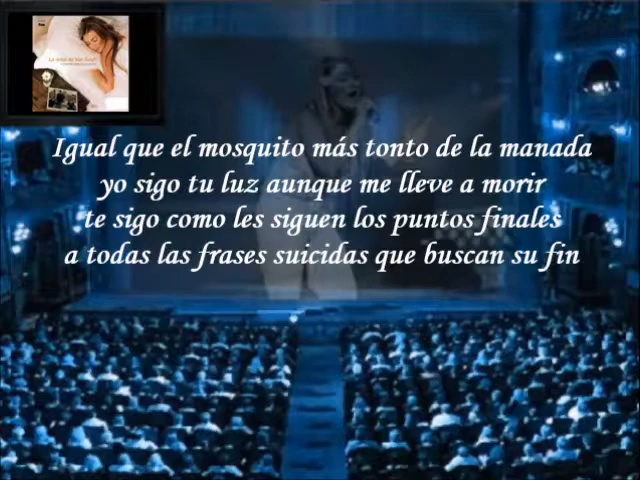 Igual que el mosquito más tonto de la manada
yo sigo tu luz aunque me lleve a morir
te sigo como les siguen los puntos finales
a todas las frases suicidas que buscan su fin